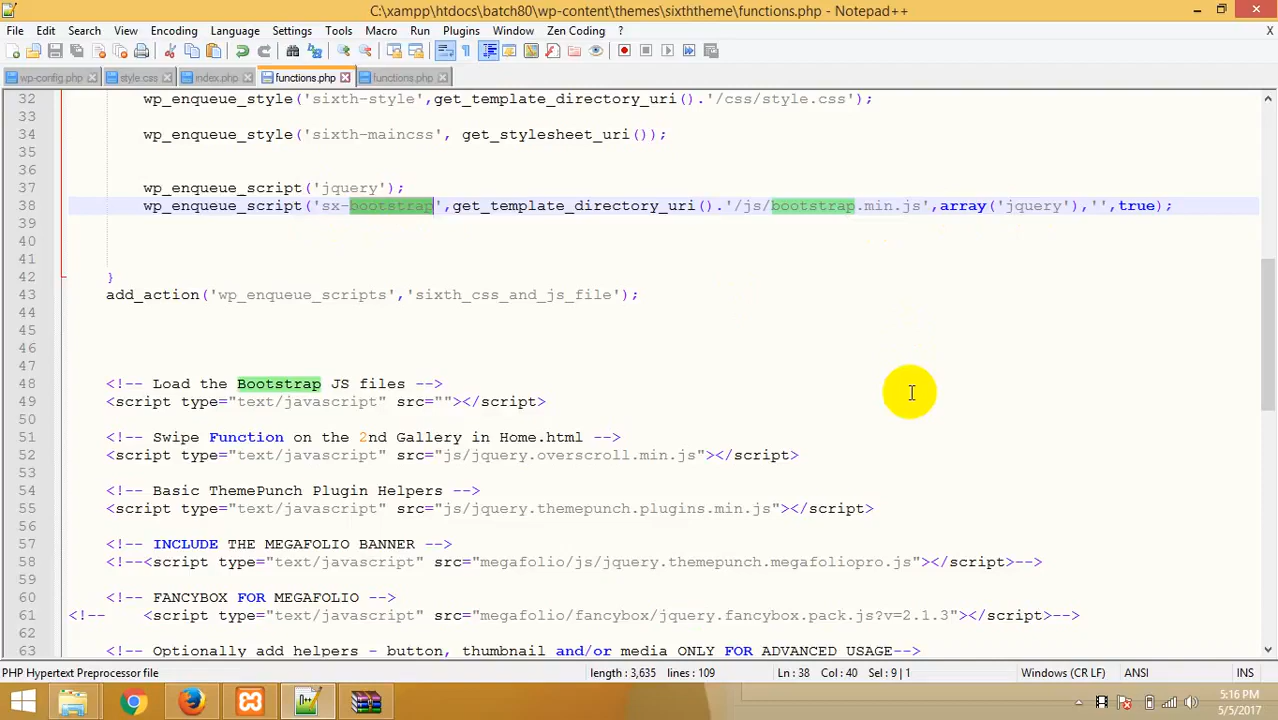 C:\xampp\htdocs\batch80\wp-content\themes\sixththeme\functions.php - Notepad++
File Edit Search View Encoding Language Settings Tools Macro Run Plugins Window Zen Coding ? X
wp-config.php style.css index.php functions.php functions.php
32 wp_enqueue_style('sixth-style',get_template_directory_uri().'/css/style.css');
33
34 wp_enqueue_style('sixth-maincss', get_stylesheet_uri());
35
36
37 wp_enqueue_script('jquery');
38 wp_enqueue_script('sx-bootstrap',get_template_directory_uri().'/js/bootstrap.min.js',array('jquery'),'',true);
39
40
41
42 }
43 add_action('wp_enqueue_scripts','sixth_css_and_js_file');
44
45
46
47
48 <!-- Load the Bootstrap JS files -->
49 <script type="text/javascript" src=""></script>
50
51 <!-- Swipe Function on the 2nd Gallery in Home.html -->
52 <script type="text/javascript" src="js/jquery.overscroll.min.js"></script>
53
54 <!-- Basic ThemePunch Plugin Helpers -->
55 <script type="text/javascript" src="js/jquery.themepunch.plugins.min.js"></script>
56
57 <!-- INCLUDE THE MEGAFOLIO BANNER -->
58 <!--<script type="text/javascript" src="megafolio/js/jquery.themepunch.megafoliopro.js"></script>-->
59
60 <!-- FANCYBOX FOR MEGAFOLIO -->
61 <!-- <script type="text/javascript" src="megafolio/fancybox/jquery.fancybox.pack.js?v=2.1.3"></script>-->
62
63 <!-- Optionally add helpers - button, thumbnail and/or media ONLY FOR ADVANCED USAGE-->
PHP Hypertext Preprocessor file length : 3,635 lines : 109 Ln : 38 Col : 40 Sel : 9 | 1 Windows (CR LF) ANSI INS
5:16 PM
5/5/2017